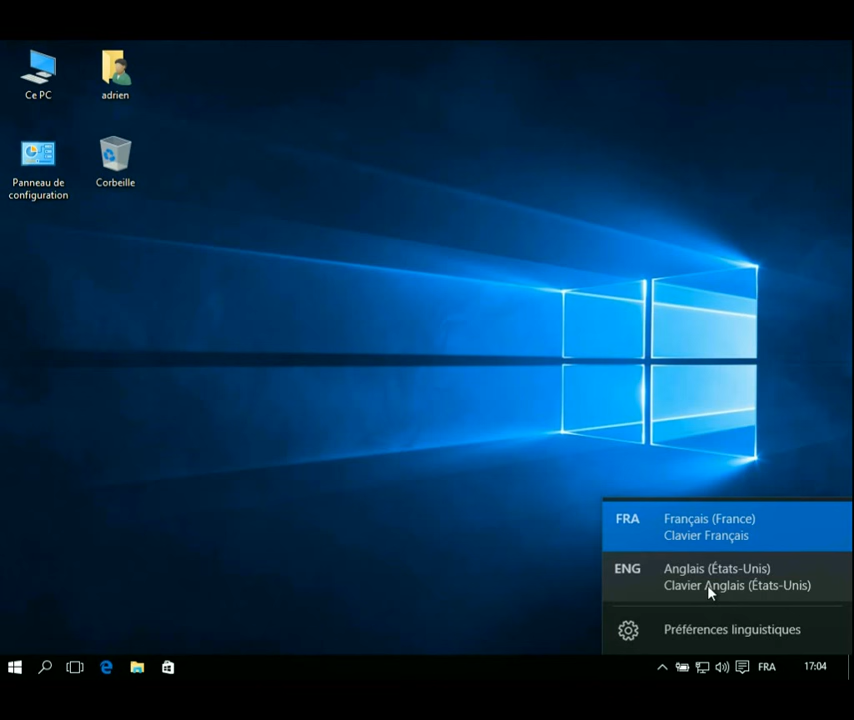 Ce PC
adrien
Panneau de
configuration
Corbeille
FRA
Français (France)
Clavier Français
ENG
Anglais (États-Unis)
Clavier Anglais (États-Unis)
Préférences linguistiques
FRA
17:04